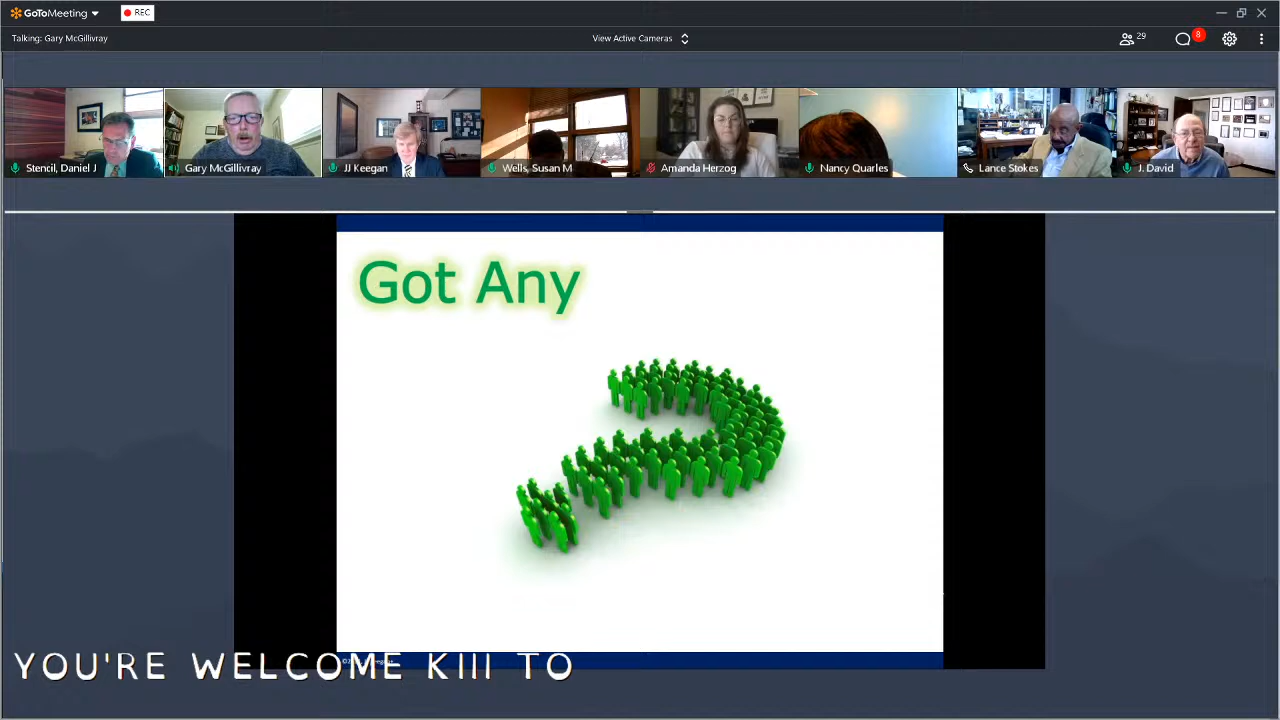 GoToMeeting
REC
Talking: Gary McGillivray
View Active Cameras
29
8
Stencil, Daniel J
Gary McGillivray
JJ Keegan
Wells, Susan M
Amanda Herzog
Nancy Quarles
Lance Stokes
J. David
Got Any
YOU'RE WELCOME KIII TO